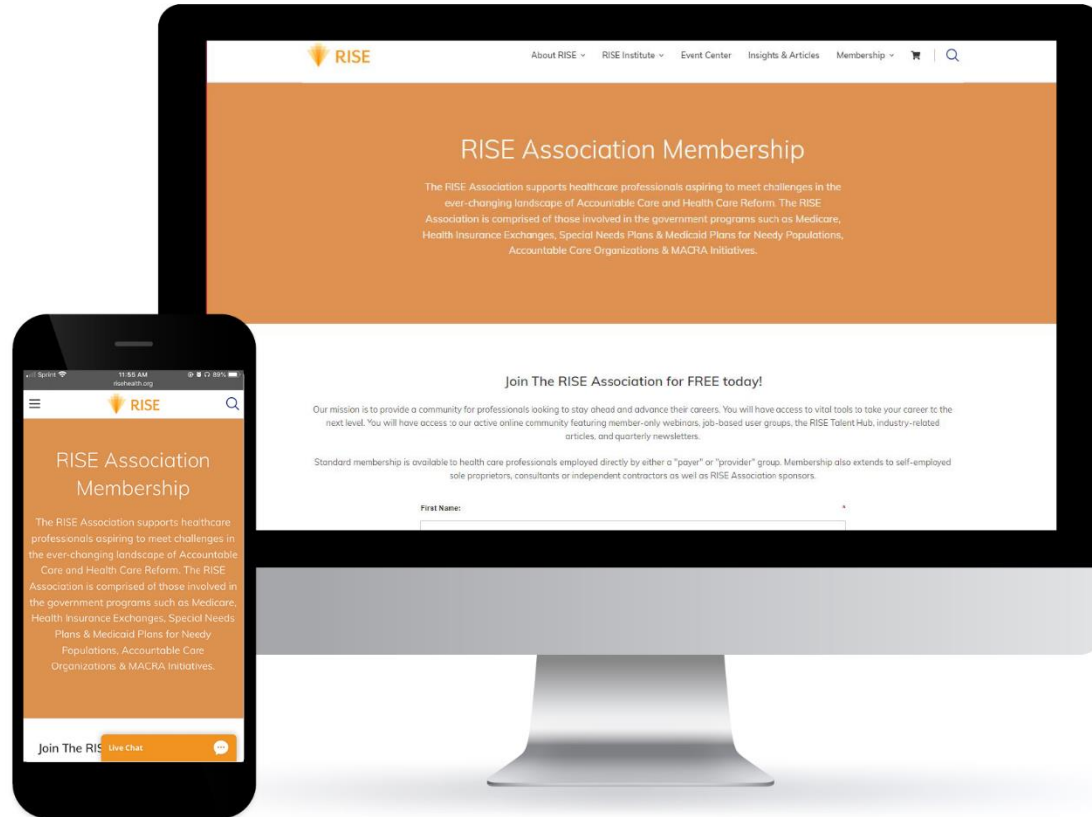 RISE
About RISE
RISE Institute
Event Center
Insights & Articles
Membership
RISE Association Membership
The RISE Association supports healthcare professionals aspiring to meet challenges in the
ever-changing landscape of Accountable Care and Health Care Reform. The RISE
Association is comprised of those involved in the government programs such as Medicare,
Health Insurance Exchanges, Special Needs Plans & Medicaid Plans for Needy Populations,
Accountable Care Organizations & MACRA Initiatives.
Join The RISE Association for FREE today!
Our mission is to provide a community for professionals looking to stay ahead and advance their careers. You will have access to vital tools to take your career to the
next level. You will have access to our active online community featuring member-only webinars, job-based user groups, the RISE Talent Hub, industry-related
articles, and quarterly newsletters.
Standard membership is available to health care professionals employed directly by either a "payer" or "provider" group. Membership also extends to self-employed
sole proprietors, consultants or independent contractors as well as RISE Association sponsors.
First Name: *
Sprint 11:55 AM 89%
risehealth.org
RISE
RISE Association
Membership
The RISE Association supports healthcare
professionals aspiring to meet challenges in
the ever-changing landscape of Accountable
Care and Health Care Reform. The RISE
Association is comprised of those involved in
the government programs such as Medicare,
Health Insurance Exchanges, Special Needs
Plans & Medicaid Plans for Needy
Populations, Accountable Care
Organizations & MACRA Initiatives.
Join The RIS
Live Chat